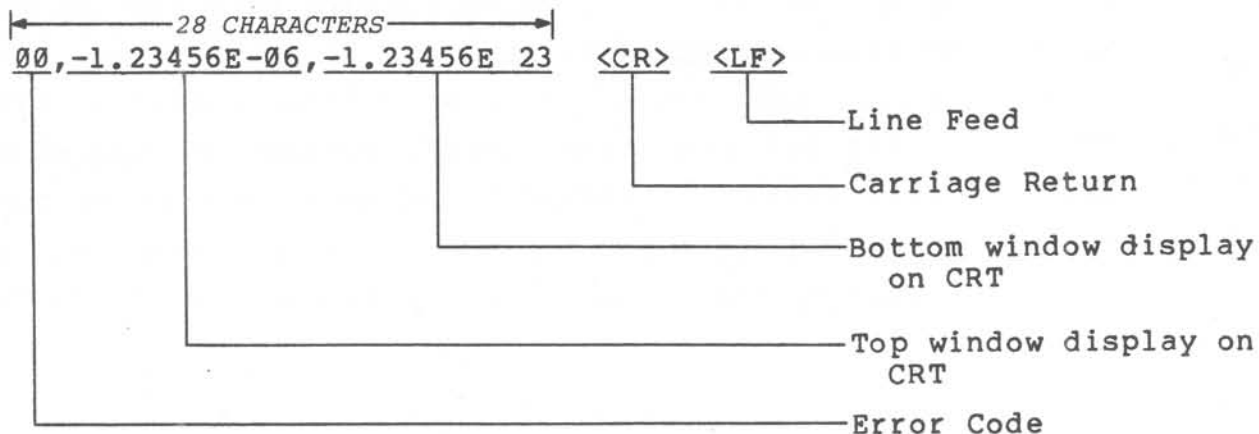 28 CHARACTERS
ØØ,-1.23456E-Ø6,-1.23456E 23 <CR> <LF>
Line Feed
Carriage Return
Bottom window display
on CRT
Top window display on
CRT
Error Code